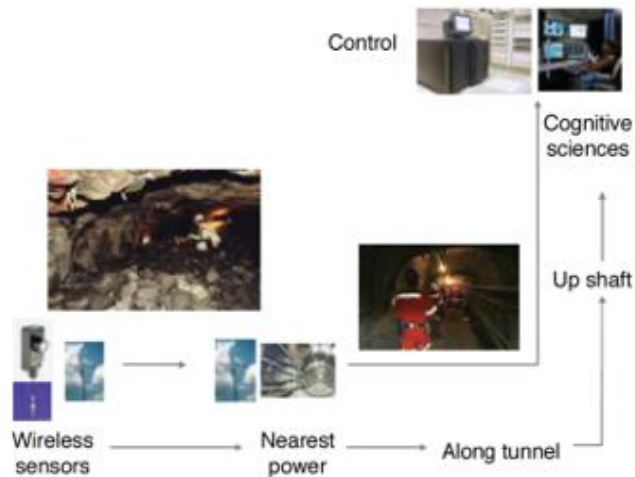 Control
Cognitive
sciences
Up shaft
Wireless
sensors
Nearest
power
Along tunnel